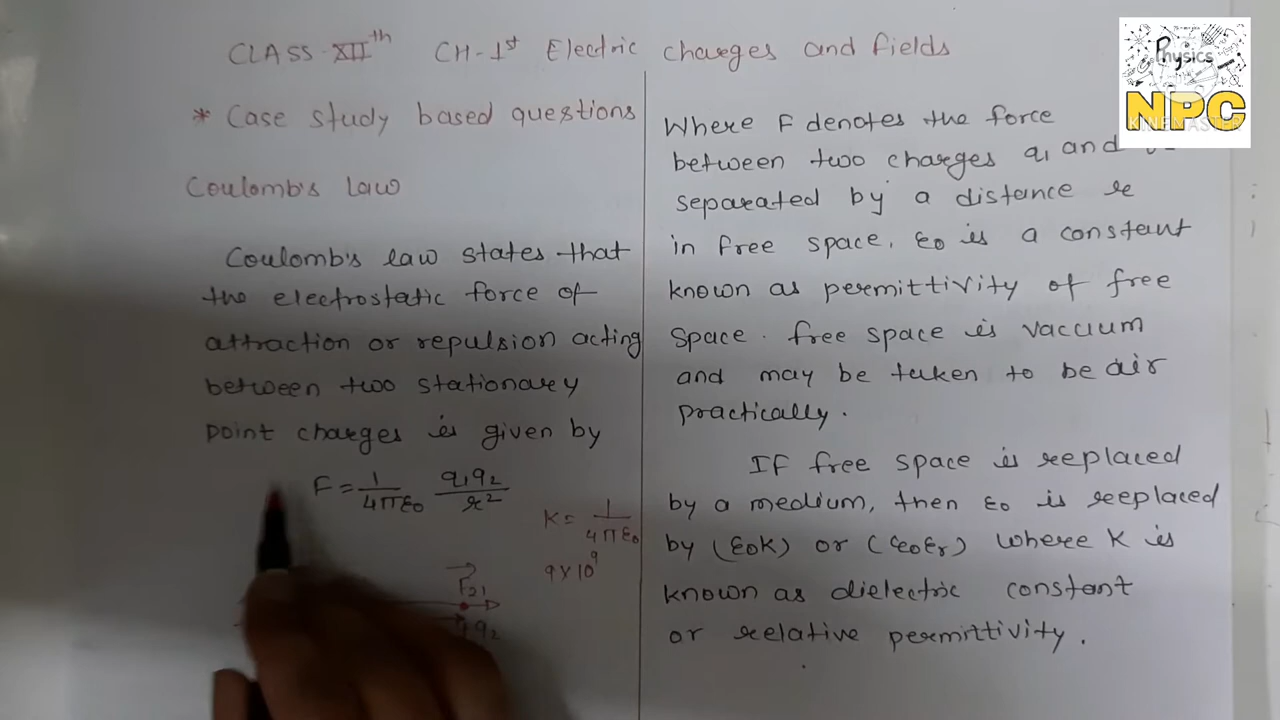 CLASS-XIIth CH-1st Electric charges and fields
* Case study based questions
Coulomb's law
Coulomb's law states that
the electrostatic force of
attraction or repulsion acting
between two stationary
point charges is given by
F = 1/4πε0 q1q2/r2
K = 1/4πε0
9×10^9
F21
q2
Where F denotes the force
between two charges q1 and
separated by a distance r
in free space. ε0 is a constant
known as permittivity of free
space. free space is vaccum
and may be taken to be air
practically.
If free space is replaced
by a medium, then ε0 is reeplaced
by (ε0K) or (ε0εr) where K is
known as dielectric constant
or relative permittivity.
Physics
NPC
KINEMASTER